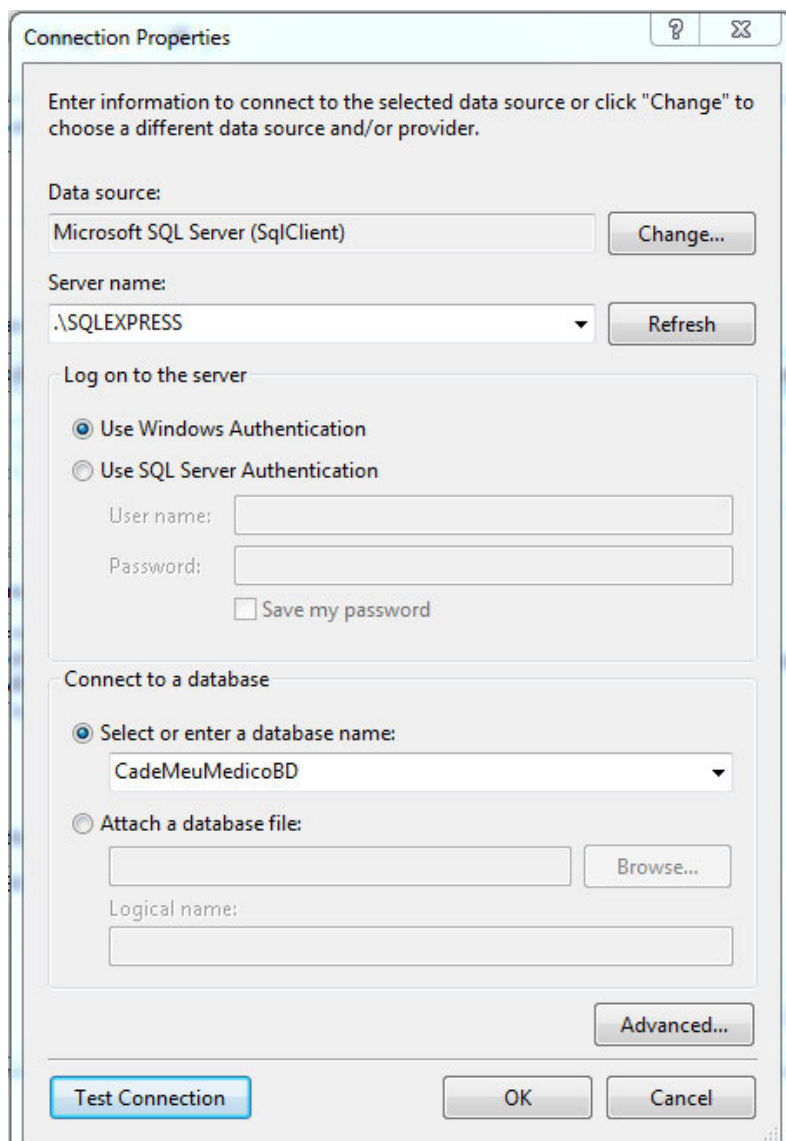 Connection Properties
Enter information to connect to the selected data source or click "Change" to
choose a different data source and/or provider.
Data source:
Microsoft SQL Server (SqlClient)
Change...
Server name:
.\SQLEXPRESS
Refresh
Log on to the server
Use Windows Authentication
Use SQL Server Authentication
User name:
Password:
Save my password
Connect to a database
Select or enter a database name:
CadeMeuMedicoBD
Attach a database file:
Browse...
Logical name:
Advanced...
Test Connection
OK
Cancel